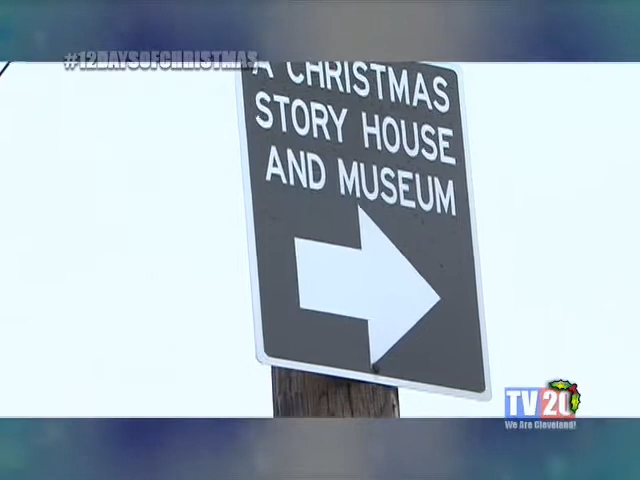 #12DAYSOFCHRISTMAS
A CHRISTMAS
STORY HOUSE
AND MUSEUM
TV20
We Are Cleveland!